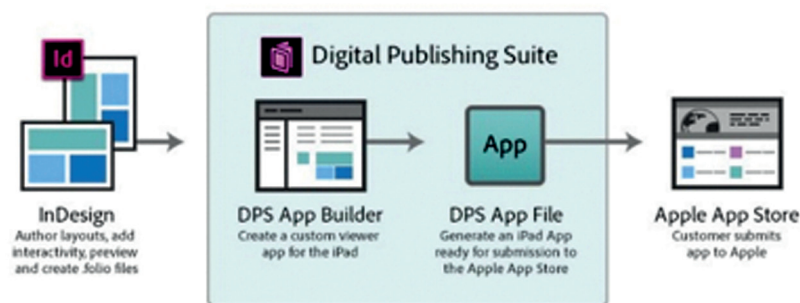 Id
Digital Publishing Suite
App
InDesign
Author layouts, add
interactivity, preview
and create .folio files
DPS App Builder
Create a custom viewer
app for the iPad
DPS App File
Generate an iPad App
ready for submission to
the Apple App Store
Apple App Store
Customer submits
app to Apple